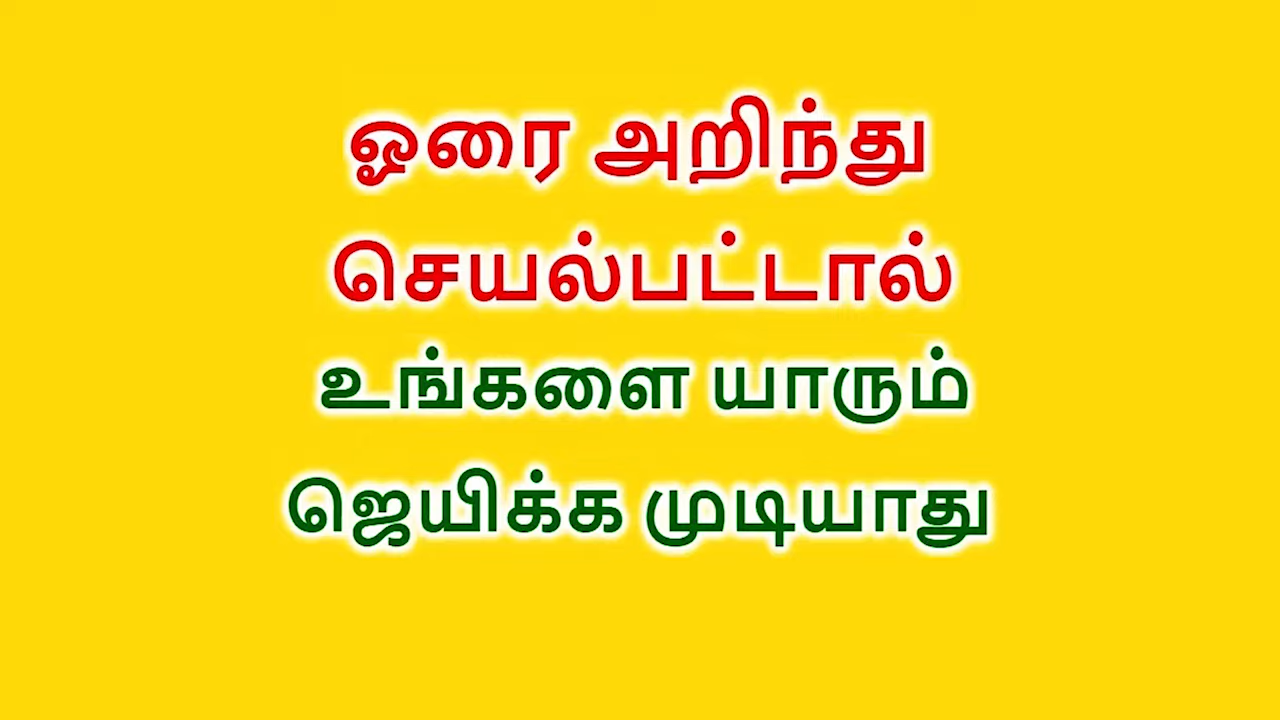 ஓரை அறிந்து
செயல்பட்டால்
உங்களை யாரும்
ஜெயிக்க முடியாது